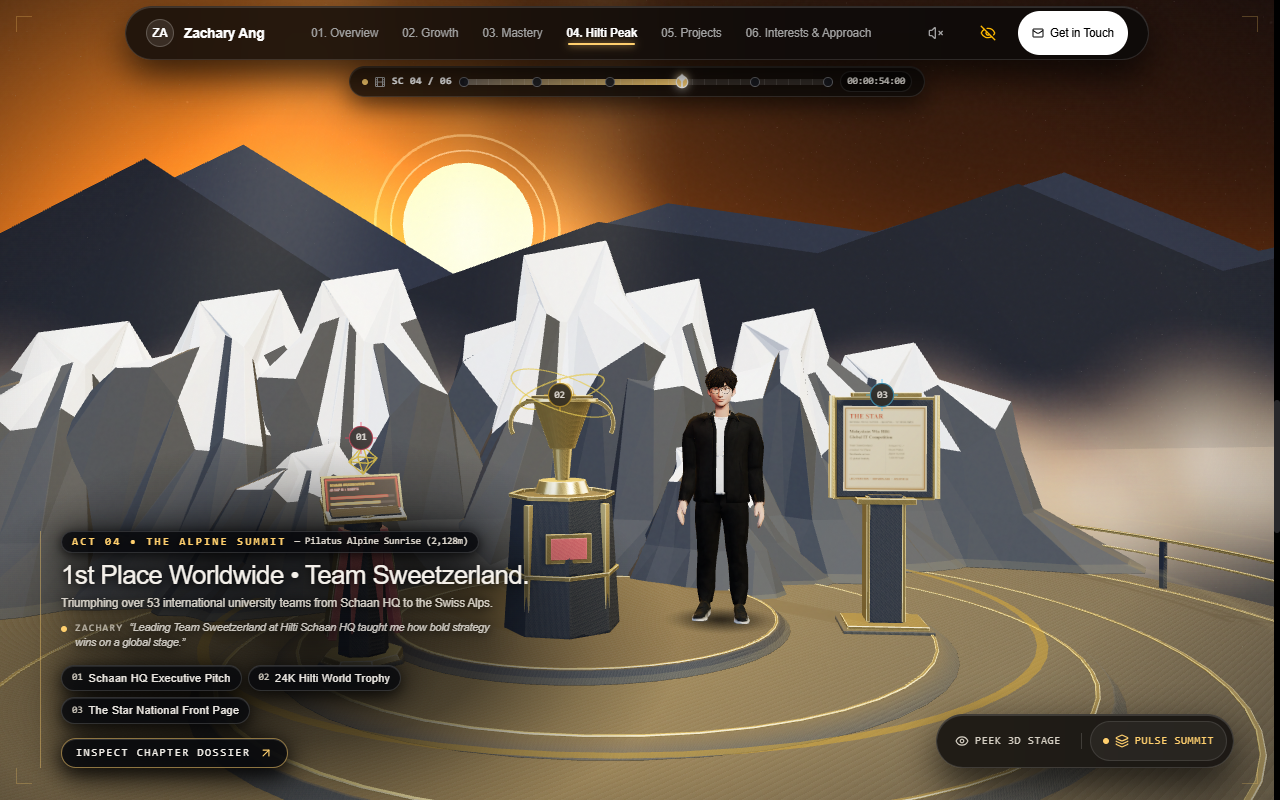 ZA Zachary Ang 01. Overview 02. Growth 03. Mastery 04. Hilti Peak 05. Projects 06. Interests & Approach Get in Touch
SC 04 / 06 00:00:54:00
02
03
01
THE STAR
ACT 04 • THE ALPINE SUMMIT — Pilatus Alpine Sunrise (2,128m)
1st Place Worldwide • Team Sweetzerland.
Triumphing over 53 international university teams from Schaan HQ to the Swiss Alps.
ZACHARY "Leading Team Sweetzerland at Hilti Schaan HQ taught me how bold strategy
wins on a global stage."
01 Schaan HQ Executive Pitch 02 24K Hilti World Trophy
03 The Star National Front Page
INSPECT CHAPTER DOSSIER
PEEK 3D STAGE PULSE SUMMIT